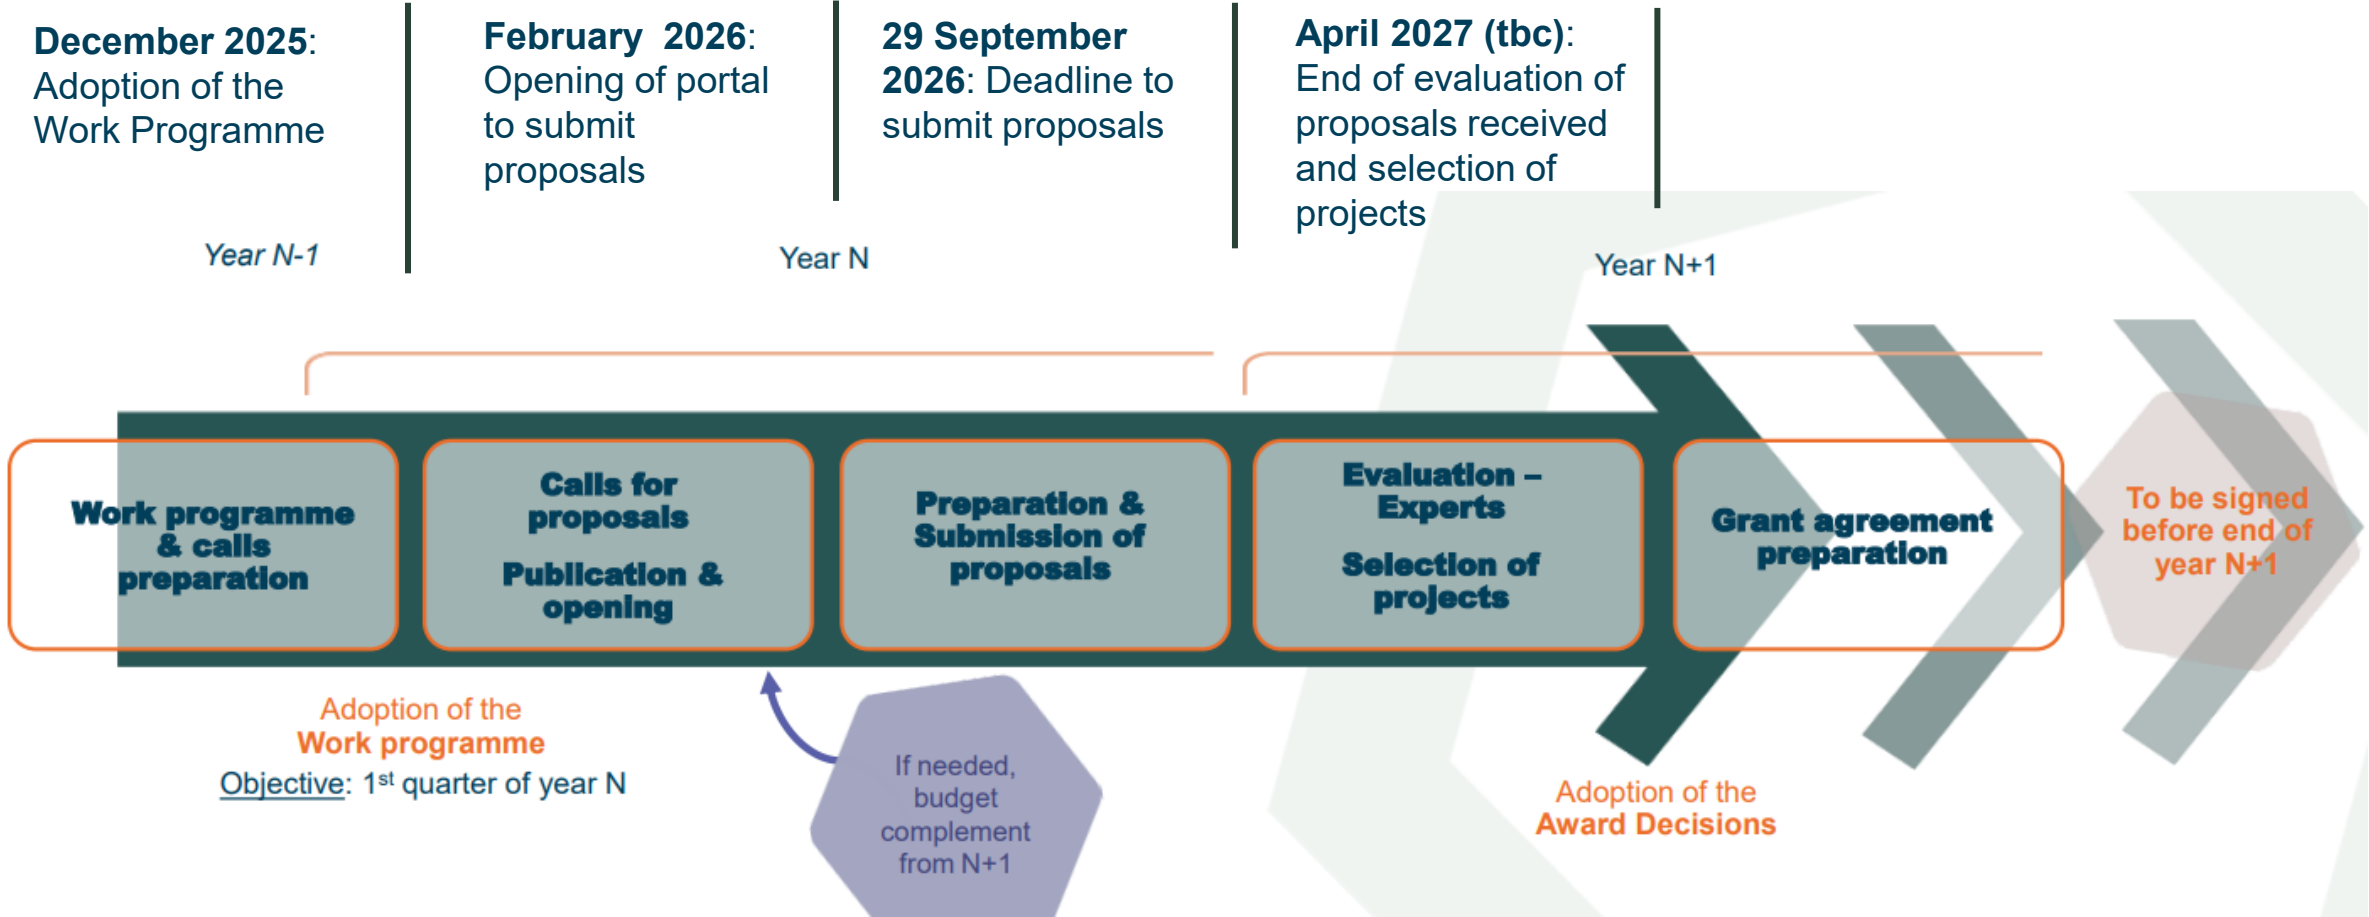 December 2025:
Adoption of the
Work Programme
February  2026:
Opening of portal
to submit
proposals
29 September
2026: Deadline to
submit proposals
April 2027 (tbc):
End of evaluation of
proposals received
and selection of
projects
Year N-1
Year N
Year N+1
Work programme
& calls
preparation
Calls for
proposals
Publication &
opening
Preparation &
Submission of
proposals
Evaluation –
Experts
Selection of
projects
Grant agreement
preparation
To be signed
before end of
year N+1
Adoption of the
Work programme
Objective: 1st quarter of year N
If needed,
budget
complement
from N+1
Adoption of the
Award Decisions